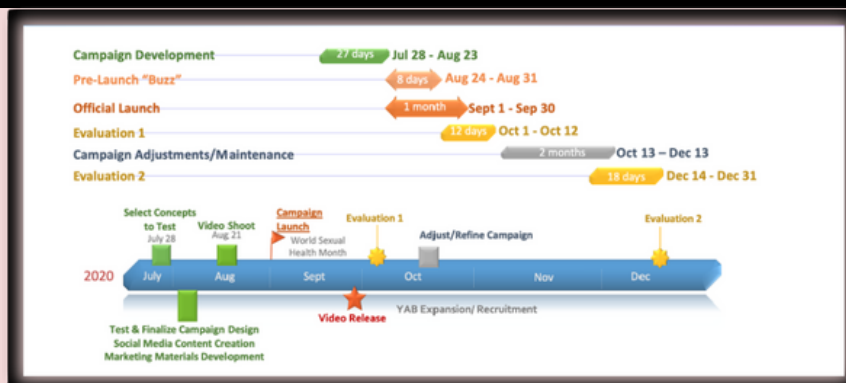 Campaign Development 27 days Jul 28 - Aug 23
Pre-Launch “Buzz” 8 days Aug 24 - Aug 31
Official Launch 1 month Sept 1 - Sep 30
Evaluation 1 12 days Oct 1 - Oct 12
Campaign Adjustments/Maintenance 2 months Oct 13 – Dec 13
Evaluation 2 18 days Dec 14 - Dec 31
Select Concepts
to Test
July 28
Video Shoot
Aug 21
Campaign
Launch
World Sexual
Health Month
Evaluation 1
Adjust/Refine Campaign
Evaluation 2
2020 July Aug Sept Oct Nov Dec
Video Release
YAB Expansion/ Recruitment
Test & Finalize Campaign Design
Social Media Content Creation
Marketing Materials Development